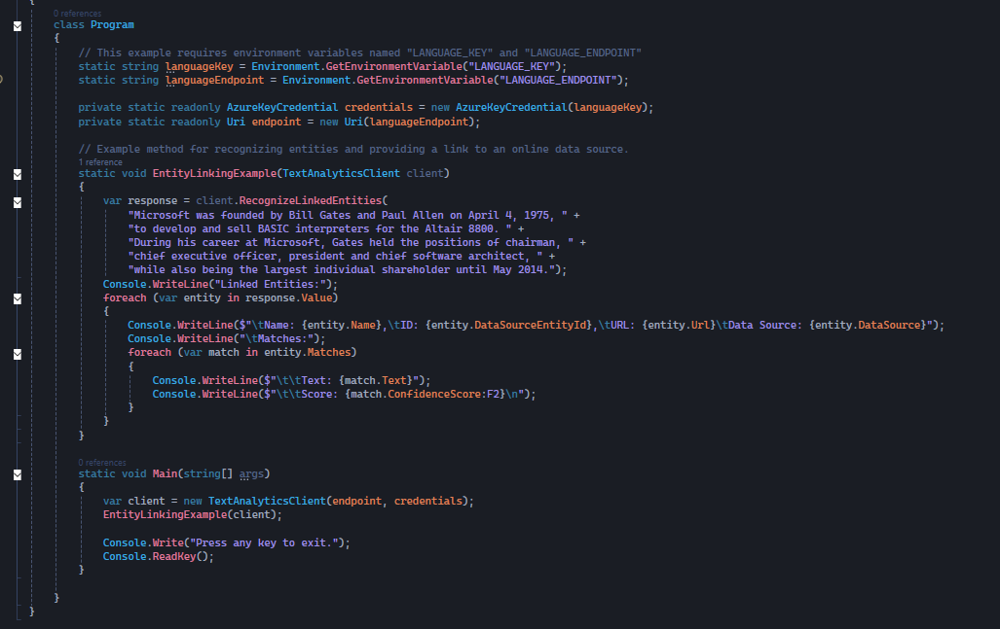 {
0 references
class Program
{
// This example requires environment variables named "LANGUAGE_KEY" and "LANGUAGE_ENDPOINT"
static string languageKey = Environment.GetEnvironmentVariable("LANGUAGE_KEY");
static string languageEndpoint = Environment.GetEnvironmentVariable("LANGUAGE_ENDPOINT");
private static readonly AzureKeyCredential credentials = new AzureKeyCredential(languageKey);
private static readonly Uri endpoint = new Uri(languageEndpoint);
// Example method for recognizing entities and providing a link to an online data source.
1 reference
static void EntityLinkingExample(TextAnalyticsClient client)
{
var response = client.RecognizeLinkedEntities(
"Microsoft was founded by Bill Gates and Paul Allen on April 4, 1975, " +
"to develop and sell BASIC interpreters for the Altair 8800. " +
"During his career at Microsoft, Gates held the positions of chairman, " +
"chief executive officer, president and chief software architect, " +
"while also being the largest individual shareholder until May 2014.");
Console.WriteLine("Linked Entities:");
foreach (var entity in response.Value)
{
Console.WriteLine($"\tName: {entity.Name},\tID: {entity.DataSourceEntityId},\tURL: {entity.Url}\tData Source: {entity.DataSource}");
Console.WriteLine("\tMatches:");
foreach (var match in entity.Matches)
{
Console.WriteLine($"\t\tText: {match.Text}");
Console.WriteLine($"\t\tScore: {match.ConfidenceScore:F2}\n");
}
}
}
0 references
static void Main(string[] args)
{
var client = new TextAnalyticsClient(endpoint, credentials);
EntityLinkingExample(client);
Console.Write("Press any key to exit.");
Console.ReadKey();
}
}
}